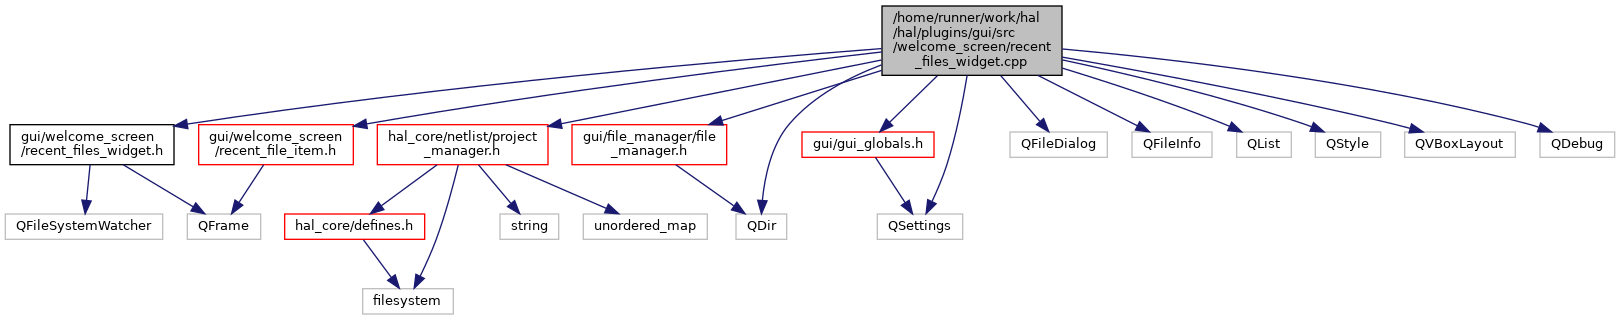 /home/runner/work/hal
/hal/plugins/gui/src
/welcome_screen/recent
_files_widget.cpp
gui/welcome_screen
/recent_files_widget.h
gui/welcome_screen
/recent_file_item.h
hal_core/netlist/project
_manager.h
gui/file_manager/file
_manager.h
gui/gui_globals.h
QFileDialog
QFileInfo
QList
QStyle
QVBoxLayout
QDebug
QFileSystemWatcher
QFrame
hal_core/defines.h
string
unordered_map
QDir
QSettings
filesystem